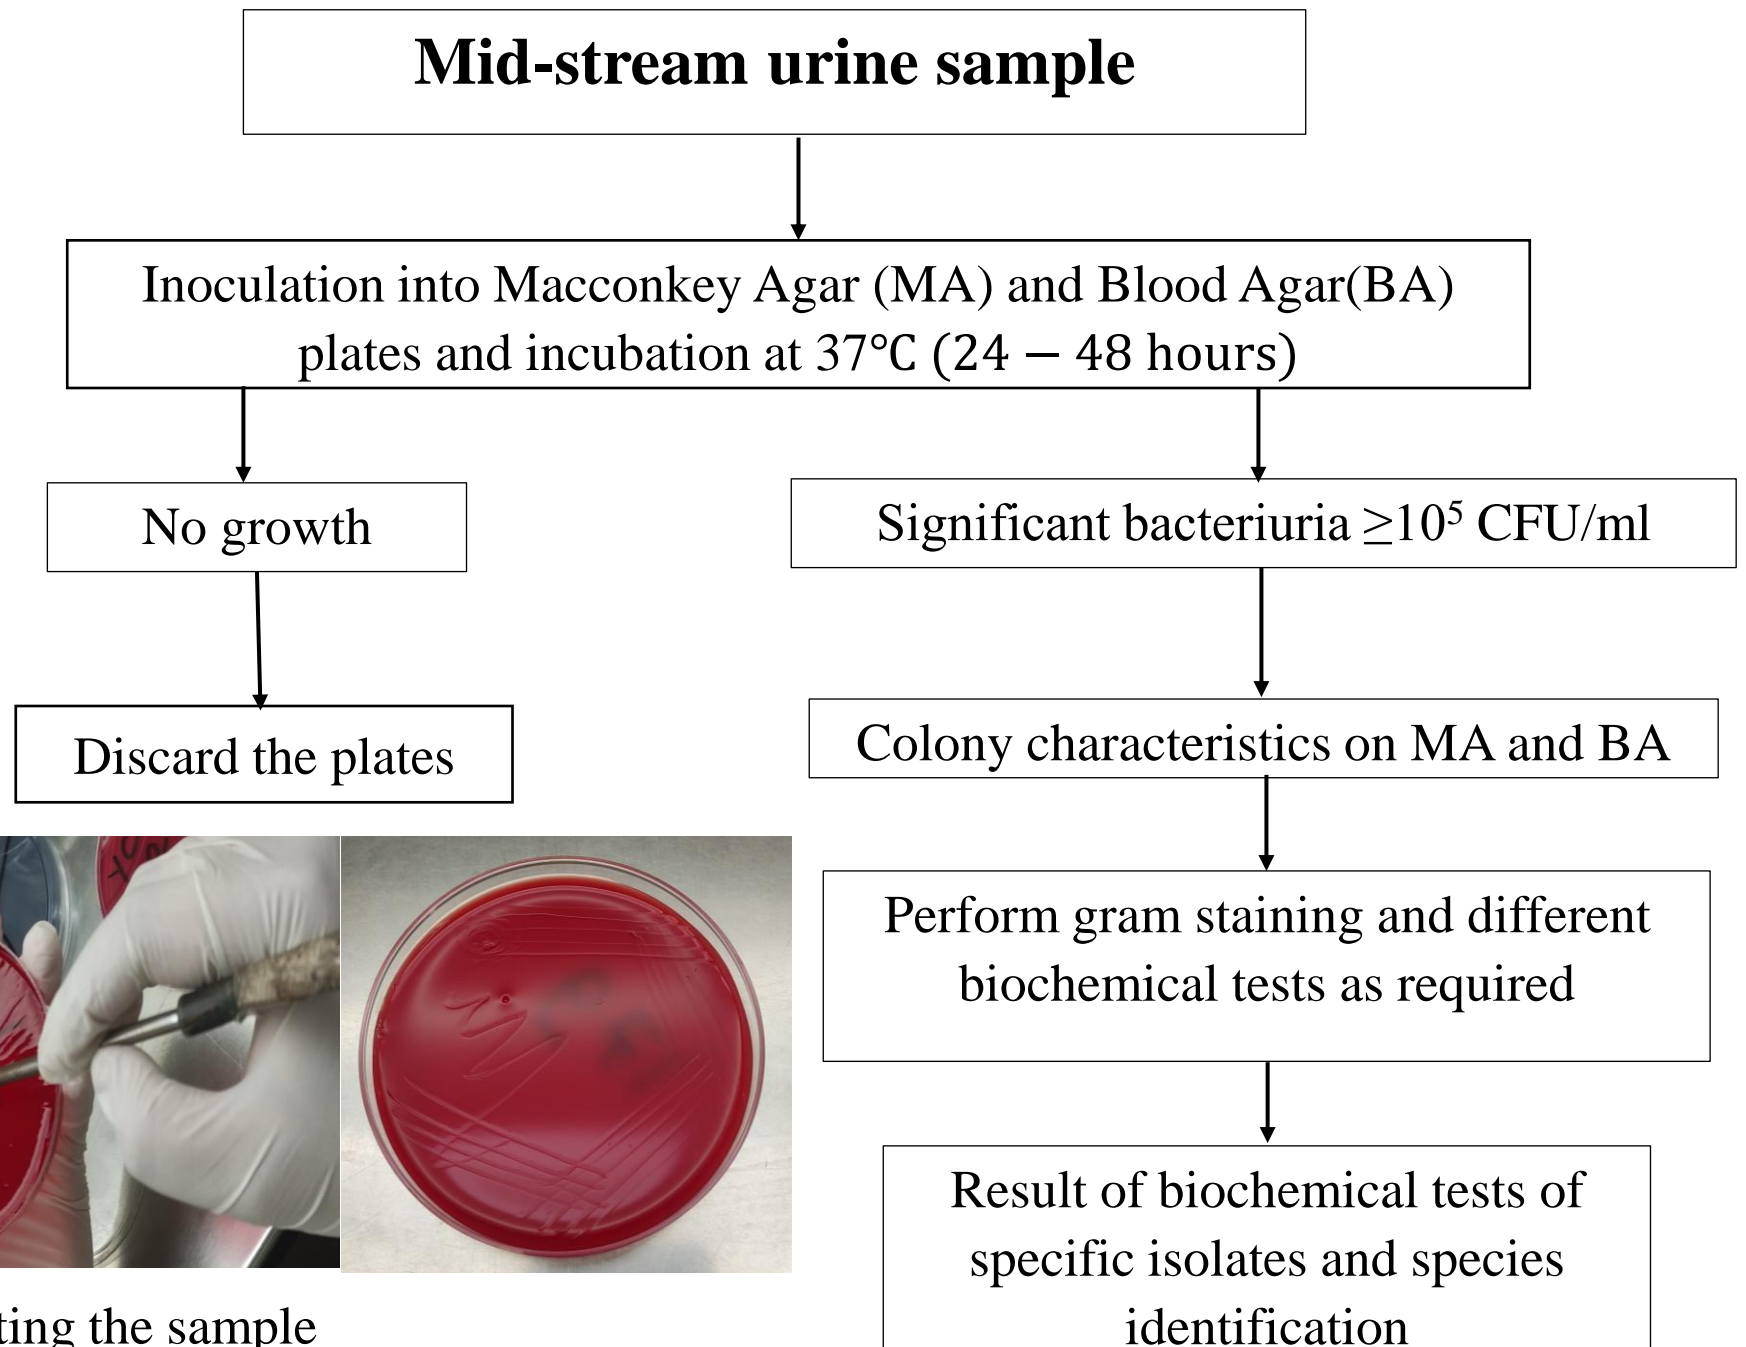 Mid-stream urine sample
Inoculation into Macconkey Agar (MA) and Blood Agar(BA)
plates and incubation at 37℃ (24 − 48 hours)
No growth
Significant bacteriuria ≥10⁵ CFU/ml
Discard the plates
Colony characteristics on MA and BA
Perform gram staining and different
biochemical tests as required
Result of biochemical tests of
specific isolates and species
identification
the sample